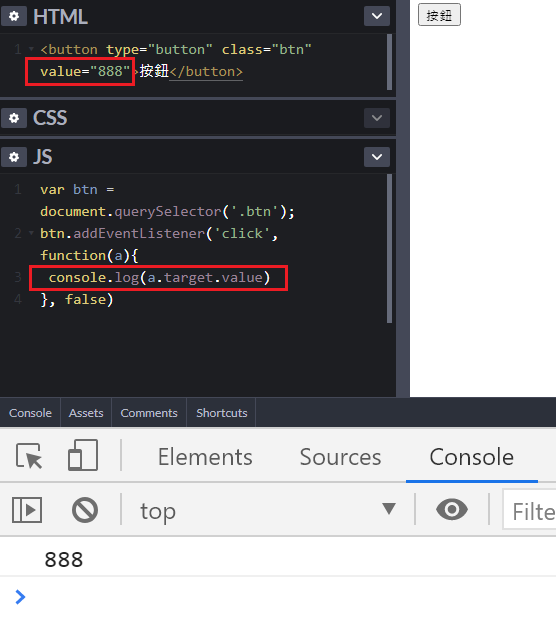 HTML
按鈕
1 <button type="button" class="btn"
value="888">按鈕</button>
CSS
JS
1 var btn =
document.querySelector('.btn');
2 btn.addEventListener('click',
function(a){
3 console.log(a.target.value)
4 }, false)
Console Assets Comments Shortcuts
Elements Sources Console
top Filte
888